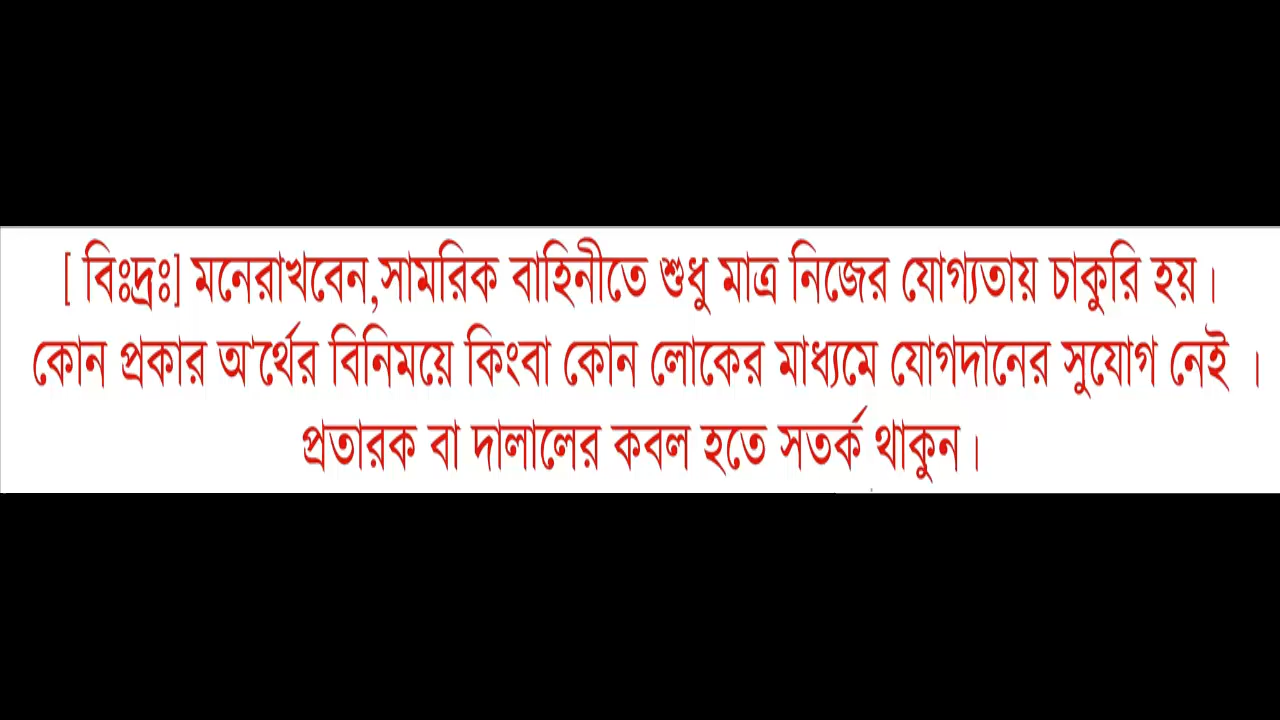 [ বিঃদ্রঃ] মনেরাখবেন,সামরিক বাহিনীতে শুধু মাত্র নিজের যোগ্যতায় চাকুরি হয়।
কোন প্রকার অর্থের বিনিময়ে কিংবা কোন লোকের মাধ্যমে যোগদানের সুযোগ নেই ।
প্রতারক বা দালালের কবল হতে সতর্ক থাকুন।